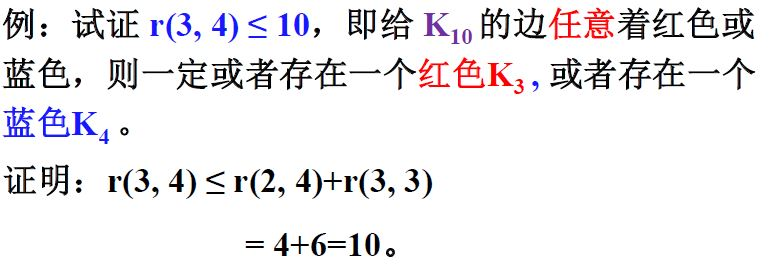 例：试证 r(3, 4) ≤ 10，即给 K₁₀ 的边任意着红色或
蓝色，则一定或者存在一个红色K₃ , 或者存在一个
蓝色K₄ 。
证明：r(3, 4) ≤ r(2, 4)+r(3, 3)
= 4+6=10。